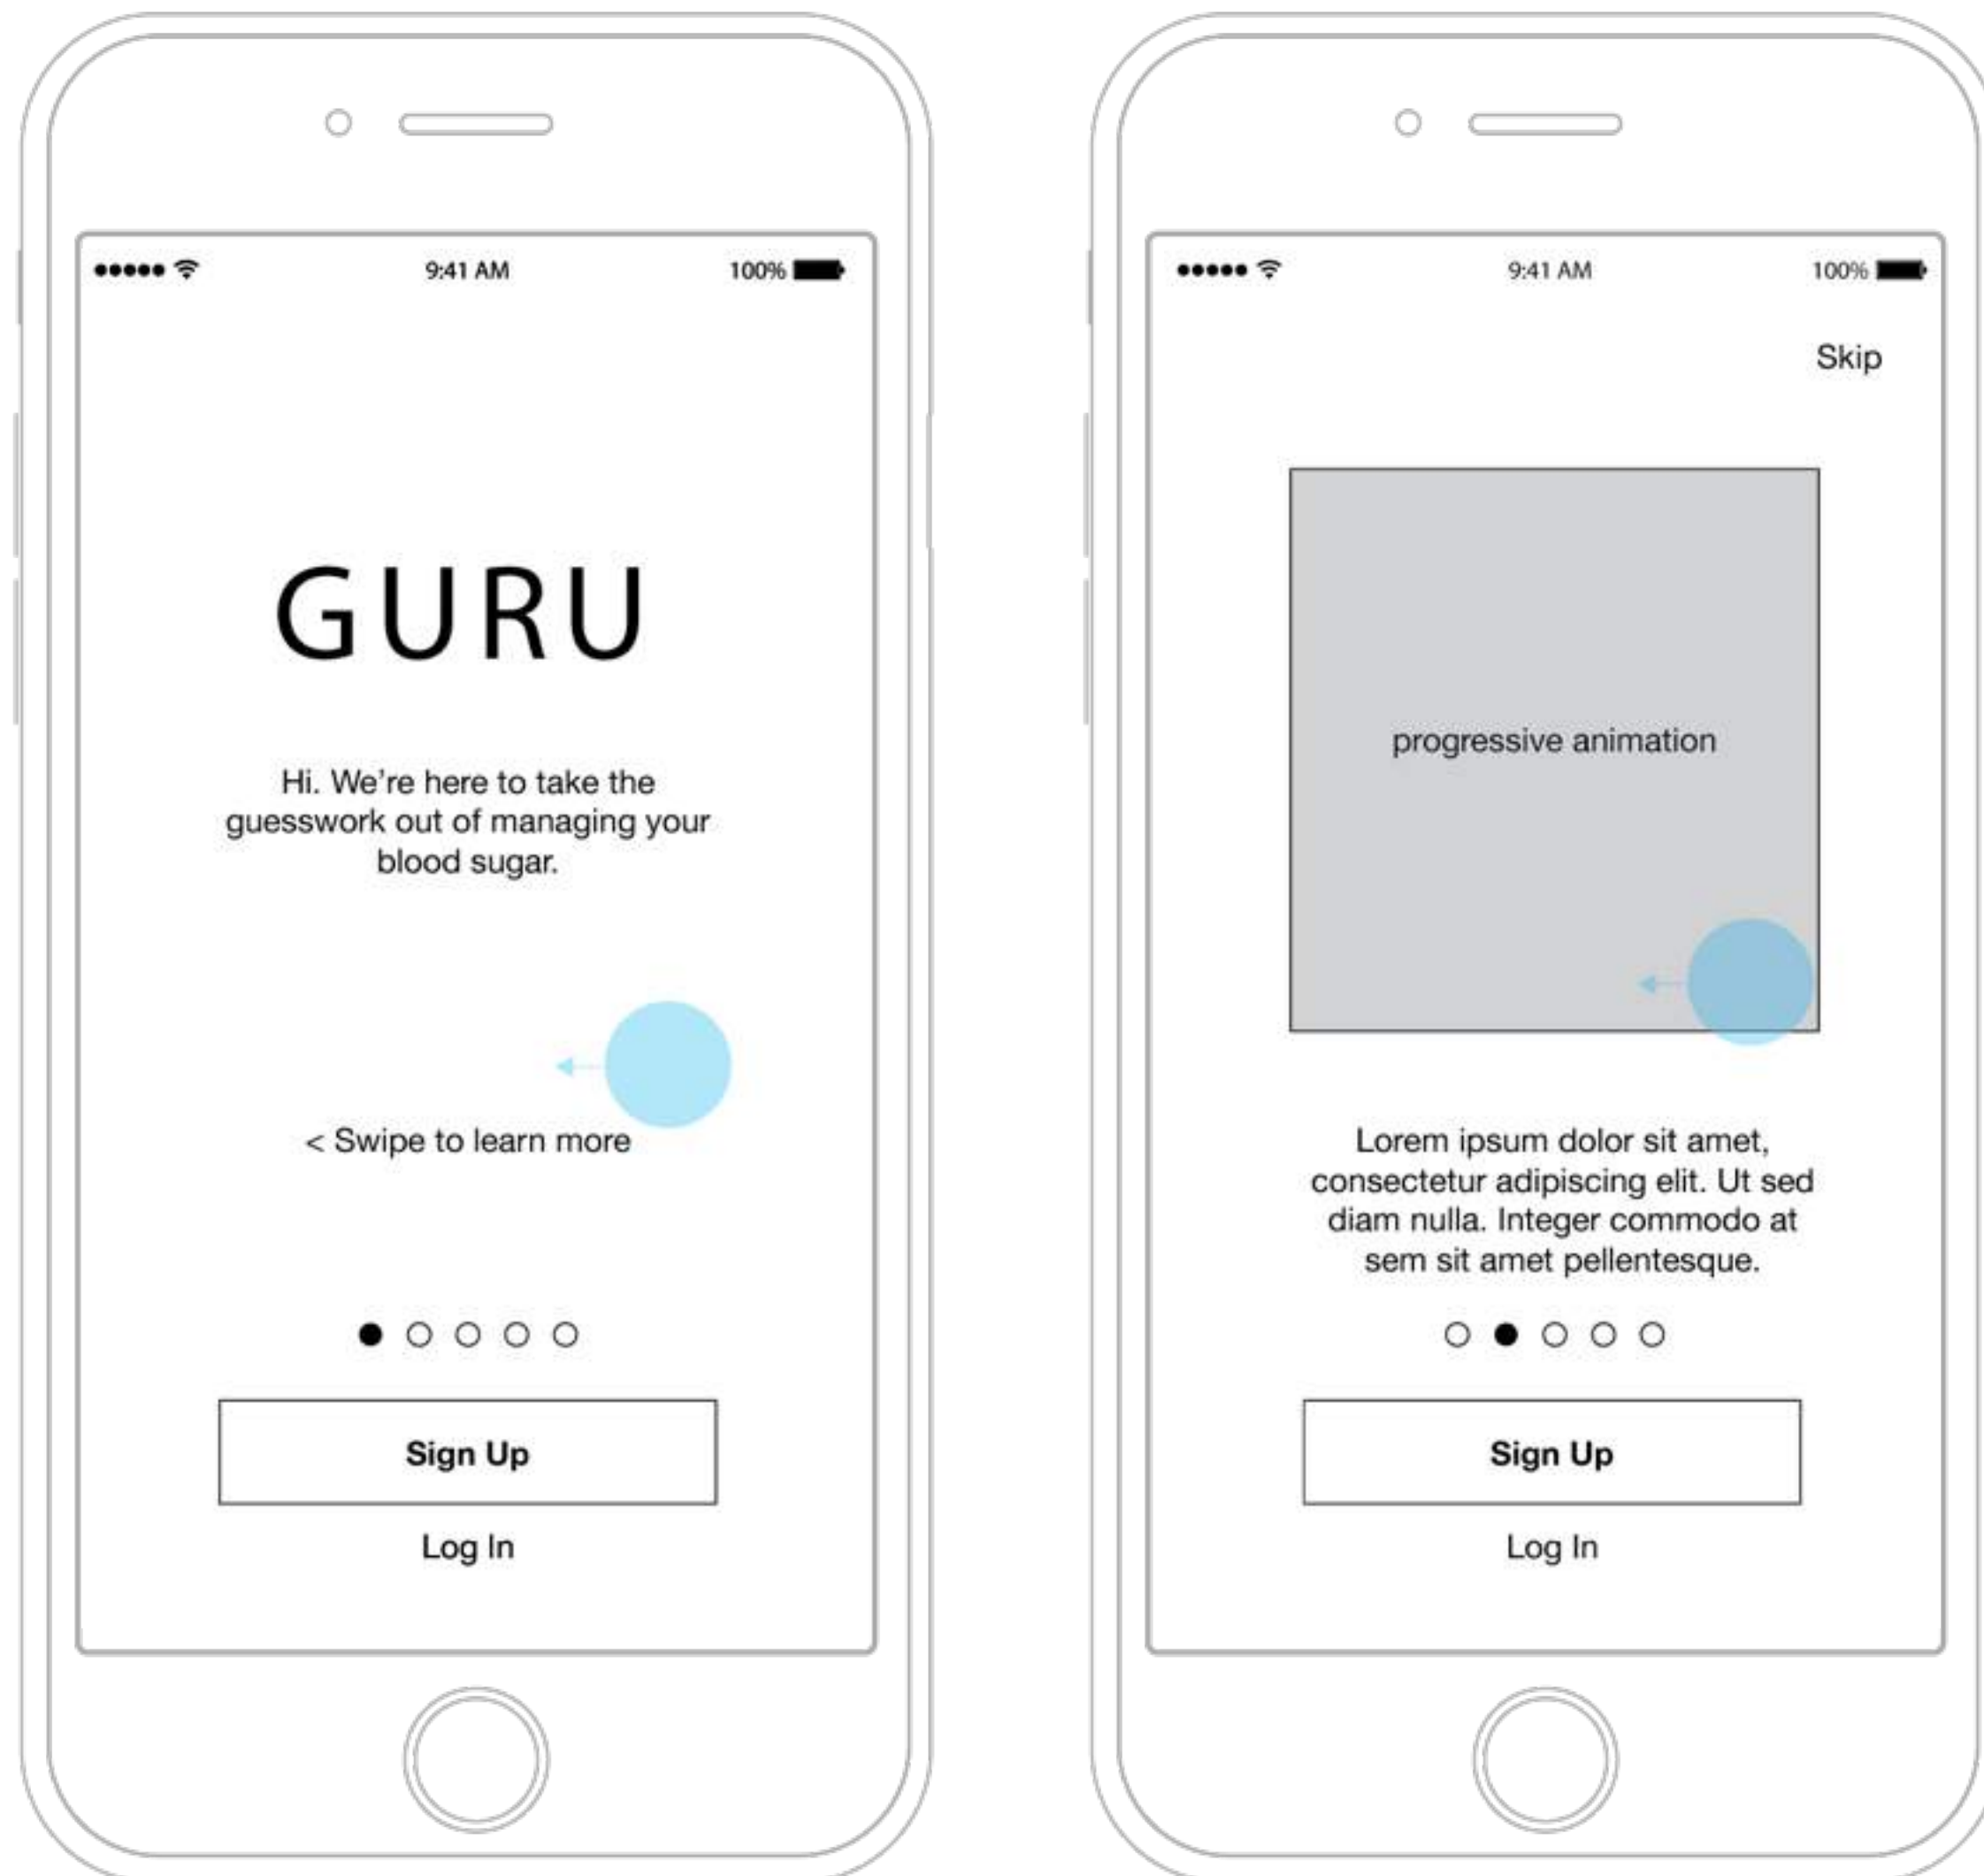 9:41 AM
100%
GURU
Hi. We're here to take the
guesswork out of managing your
blood sugar.
< Swipe to learn more
Sign Up
Log In
9:41 AM
100%
Skip
progressive animation
Lorem ipsum dolor sit amet,
consectetur adipiscing elit. Ut sed
diam nulla. Integer commodo at
sem sit amet pellentesque.
Sign Up
Log In